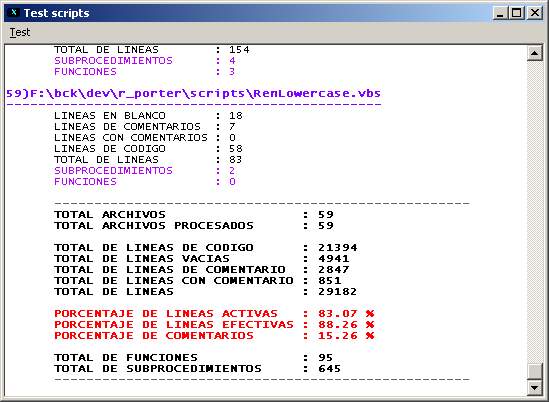 Test scripts
Test
TOTAL DE LINEAS : 154
SUBPROCEDIMIENTOS : 4
FUNCIONES : 3
59)F:\bck\dev\r_porter\scripts\RenLowercase.vbs
LINEAS EN BLANCO : 18
LINEAS DE COMENTARIOS : 7
LINEAS CON COMENTARIOS : 0
LINEAS DE CODIGO : 58
TOTAL DE LINEAS : 83
SUBPROCEDIMIENTOS : 2
FUNCIONES : 0
TOTAL ARCHIVOS : 59
TOTAL ARCHIVOS PROCESADOS : 59
TOTAL DE LINEAS DE CODIGO : 21394
TOTAL DE LINEAS VACIAS : 4941
TOTAL DE LINEAS DE COMENTARIO : 2847
TOTAL DE LINEAS CON COMENTARIO : 851
TOTAL DE LINEAS : 29182
PORCENTAJE DE LINEAS ACTIVAS : 83.07 %
PORCENTAJE DE LINEAS EFECTIVAS : 88.26 %
PORCENTAJE DE COMENTARIOS : 15.26 %
TOTAL DE FUNCIONES : 95
TOTAL DE SUBPROCEDIMIENTOS : 645